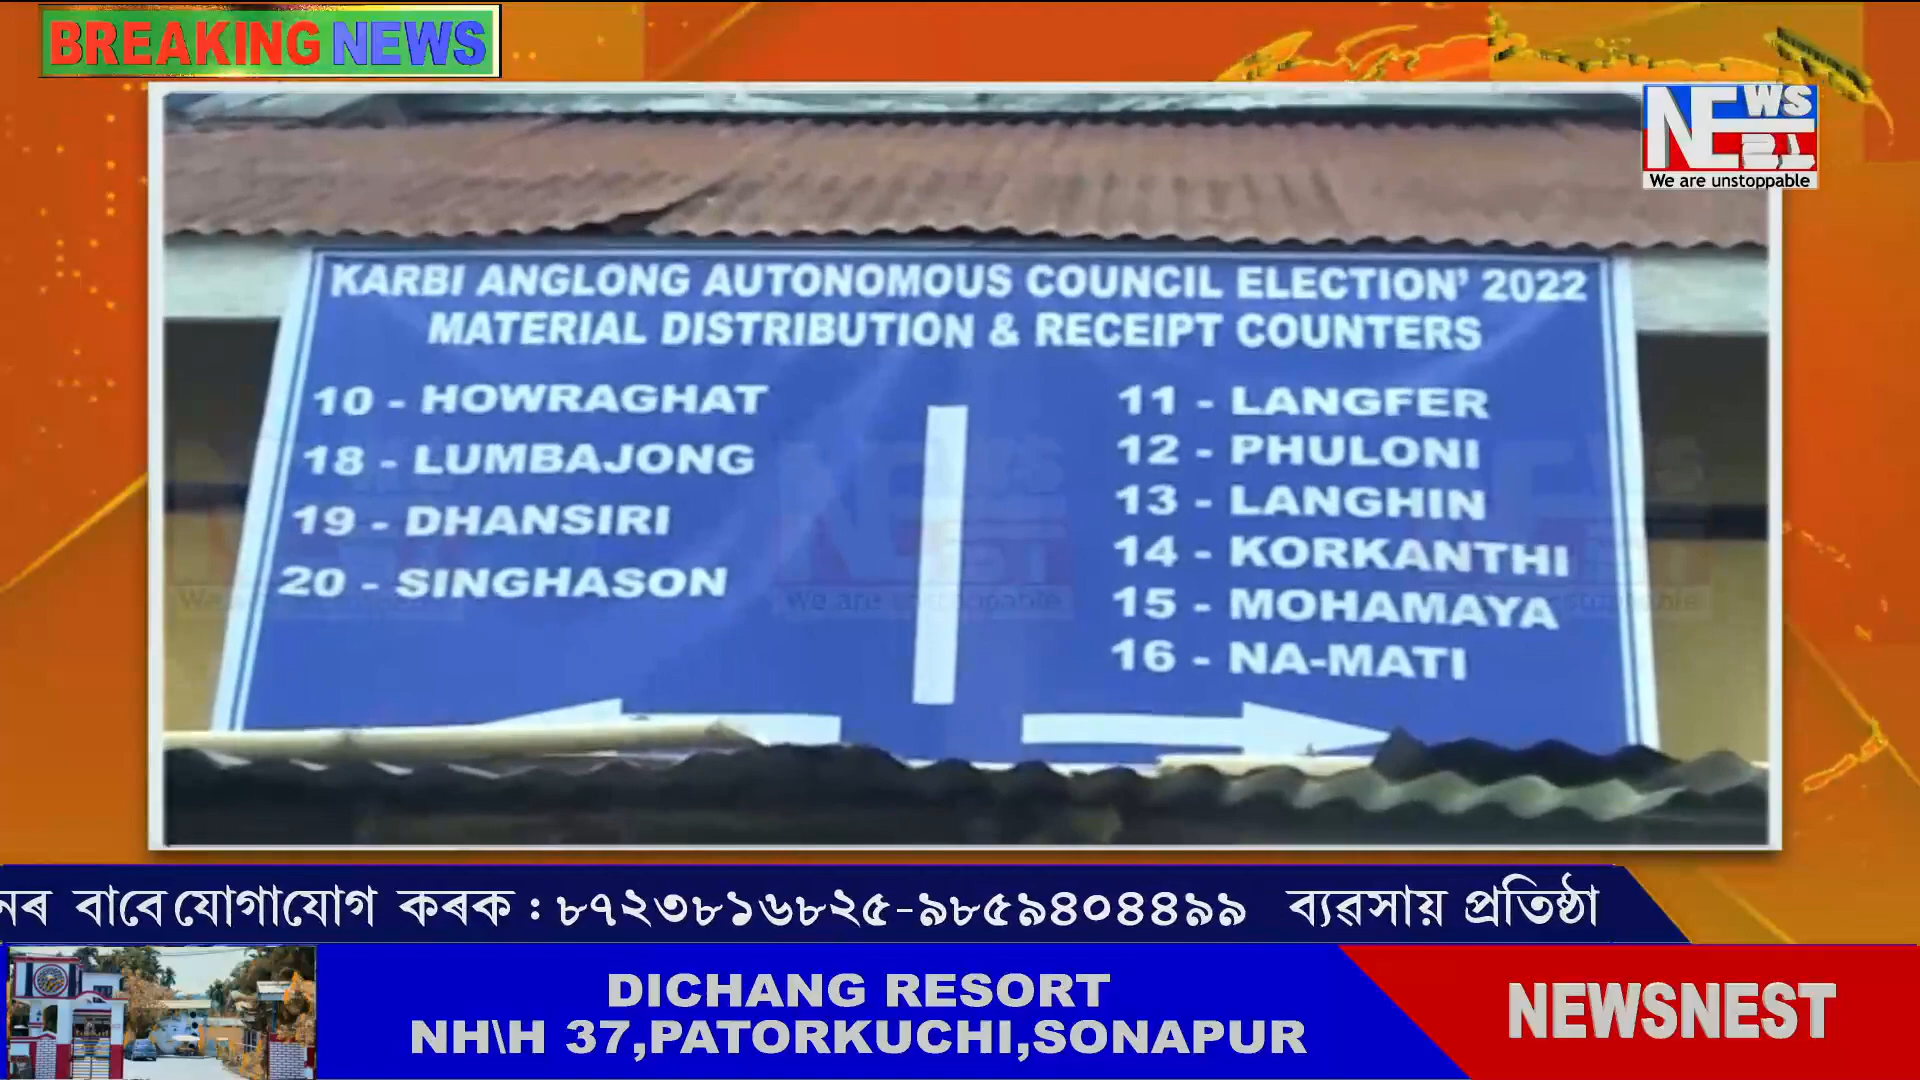 BREAKING NEWS
NEWS 21
We are unstoppable
KARBI ANGLONG AUTONOMOUS COUNCIL ELECTION' 2022
MATERIAL DISTRIBUTION & RECEIPT COUNTERS
10 - HOWRAGHAT
18 - LUMBAJONG
19 - DHANSIRI
20 - SINGHASON
11 - LANGFER
12 - PHULONI
13 - LANGHIN
14 - KORKANTHI
15 - MOHAMAYA
16 - NA-MATI
বাবে যোগাযোগ কৰক : ৮৭২৩৮১৬৮২৫-৯৮৫৯৪০৪৪৯৯ ব্যৱসায় প্ৰতিষ্ঠা
DICHANG RESORT
NH\H 37,PATORKUCHI,SONAPUR
NEWSNEST